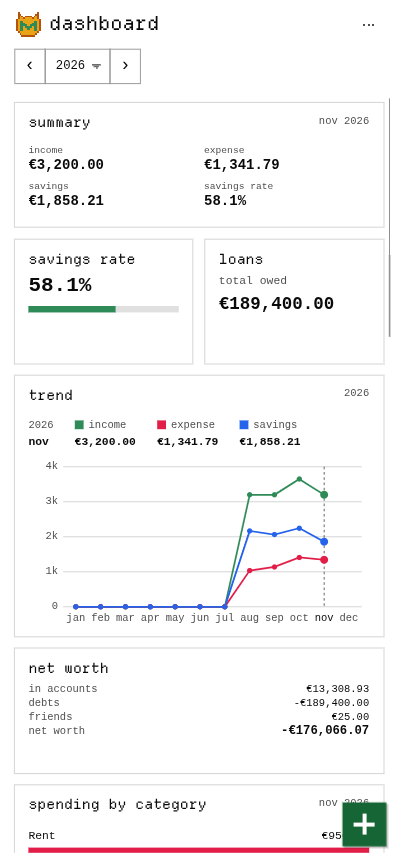 dashboard ...
‹ 2026 ›
summary nov 2026
income expense
€3,200.00 €1,341.79
savings savings rate
€1,858.21 58.1%
savings rate
58.1%
loans
total owed
€189,400.00
trend 2026
2026 income expense savings
nov €3,200.00 €1,341.79 €1,858.21
4k
3k
2k
1k
0
jan feb mar apr may jun jul aug sep oct nov dec
net worth
in accounts €13,308.93
debts -€189,400.00
friends €25.00
net worth -€176,066.07
spending by category nov 2026
Rent €95
+